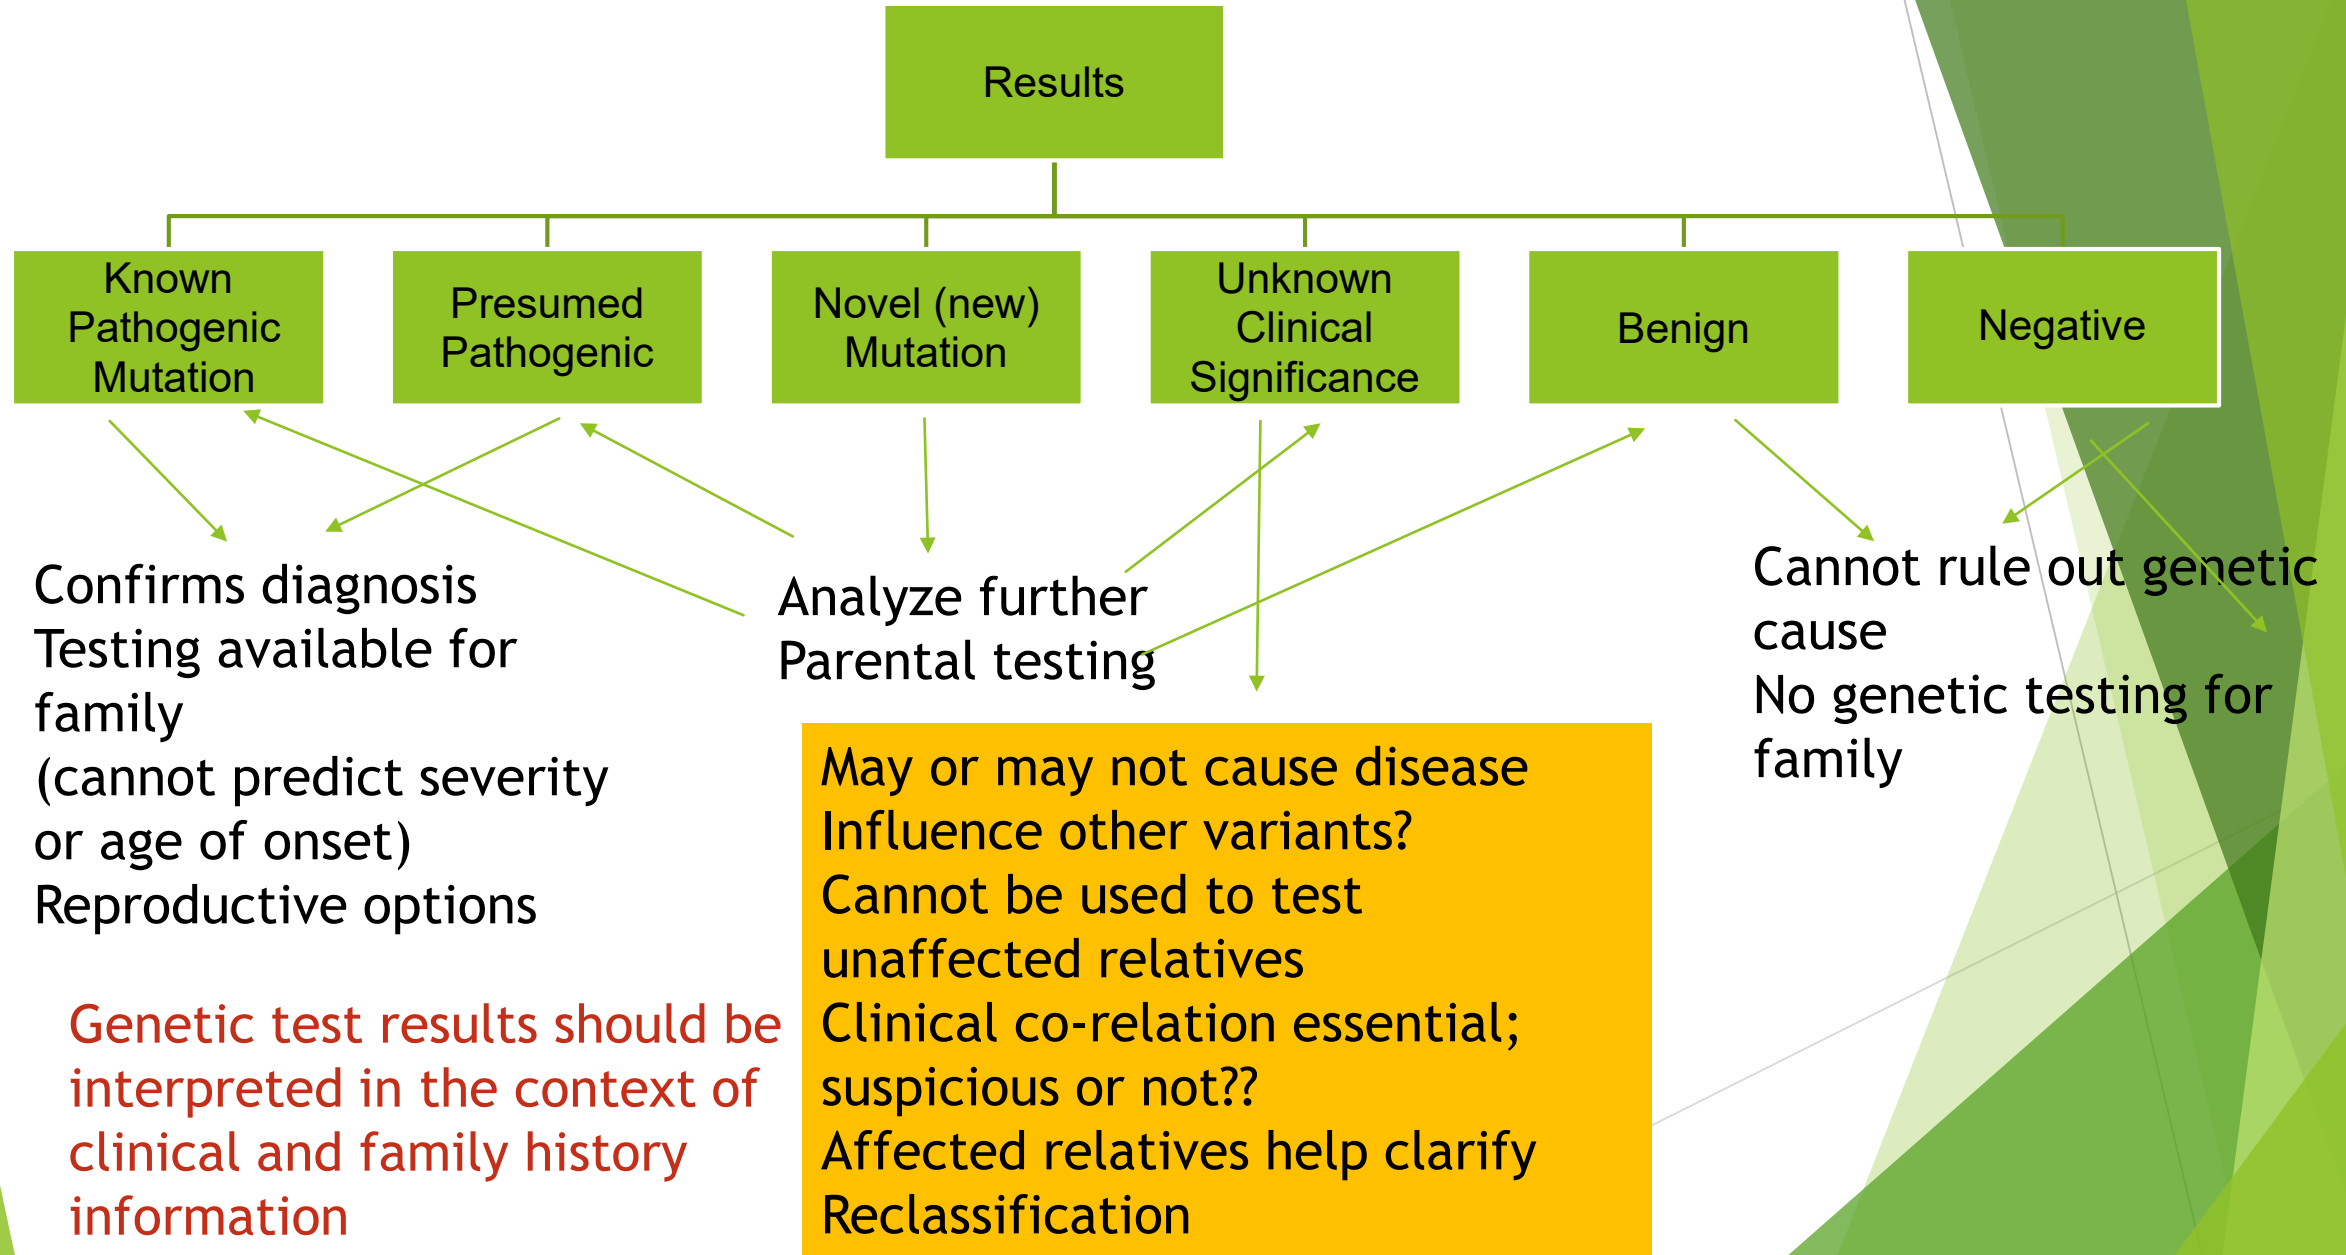 Results
Known
Pathogenic
Mutation
Presumed
Pathogenic
Novel (new)
Mutation
Unknown
Clinical
Significance
Benign
Negative
Confirms diagnosis
Testing available for
family
(cannot predict severity
or age of onset)
Reproductive options
Analyze further
Parental testing
Cannot rule out genetic
cause
No genetic testing for
family
May or may not cause disease
Influence other variants?
Cannot be used to test
unaffected relatives
Clinical co-relation essential;
suspicious or not??
Affected relatives help clarify
Reclassification
Genetic test results should be
interpreted in the context of
clinical and family history
information